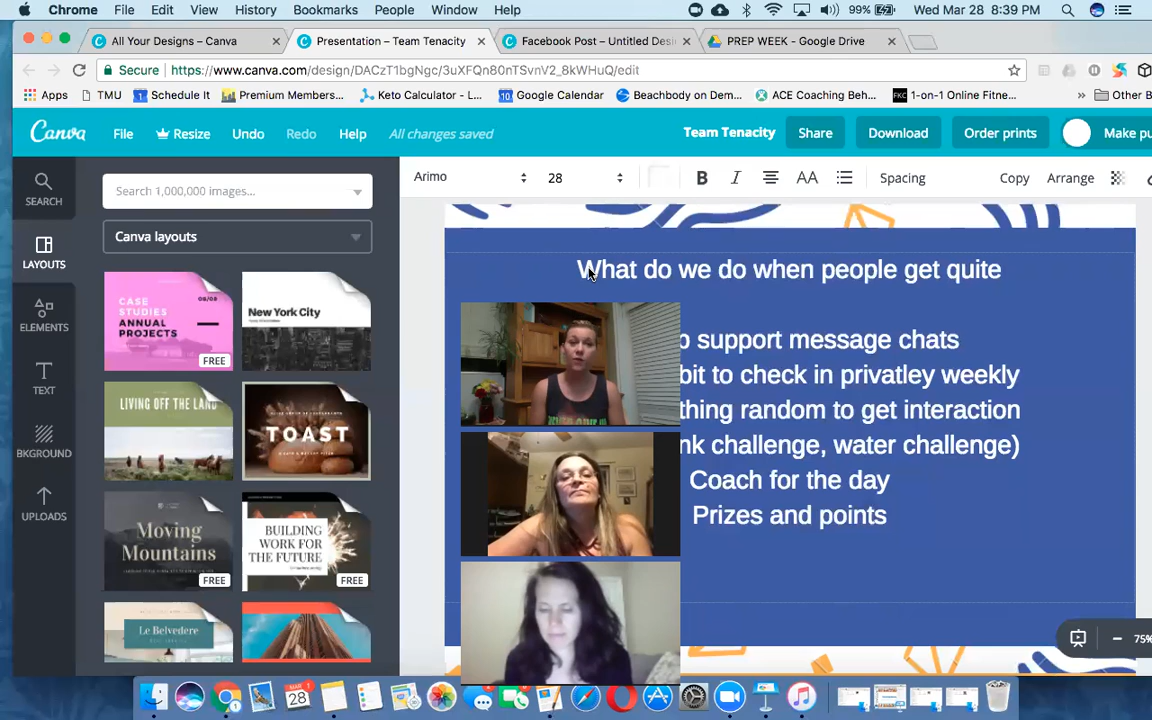 Chrome File Edit View History Bookmarks People Window Help 99% Wed Mar 28 8:39 PM
All Your Designs – Canva Presentation – Team Tenacity Facebook Post – Untitled Desi PREP WEEK - Google Drive
Secure https://www.canva.com/design/DACzT1bgNgc/3uXFQn80nTSvnV2_8kWHuQ/edit
Apps TMU Schedule It Premium Members... Keto Calculator - L... Google Calendar Beachbody on Dem... ACE Coaching Beh... FKC 1-on-1 Online Fitne... » Other B
Canva File Resize Undo Redo Help All changes saved Team Tenacity Share Download Order prints Make pu
SEARCH
LAYOUTS
ELEMENTS
TEXT
BKGROUND
UPLOADS
Search 1,000,000 images...
Canva layouts
CASE
STUDIES
ANNUAL
PROJECTS
FREE
New York City
LIVING OFF THE LAND
TOAST
Moving
Mountains
FREE
BUILDING
WORK FOR
THE FUTURE
FREE
Le Belvedere
Arimo 28 B I AA Spacing Copy Arrange
What do we do when people get quite
p support message chats
bit to check in privatley weekly
thing random to get interaction
nk challenge, water challenge)
Coach for the day
Prizes and points
75%